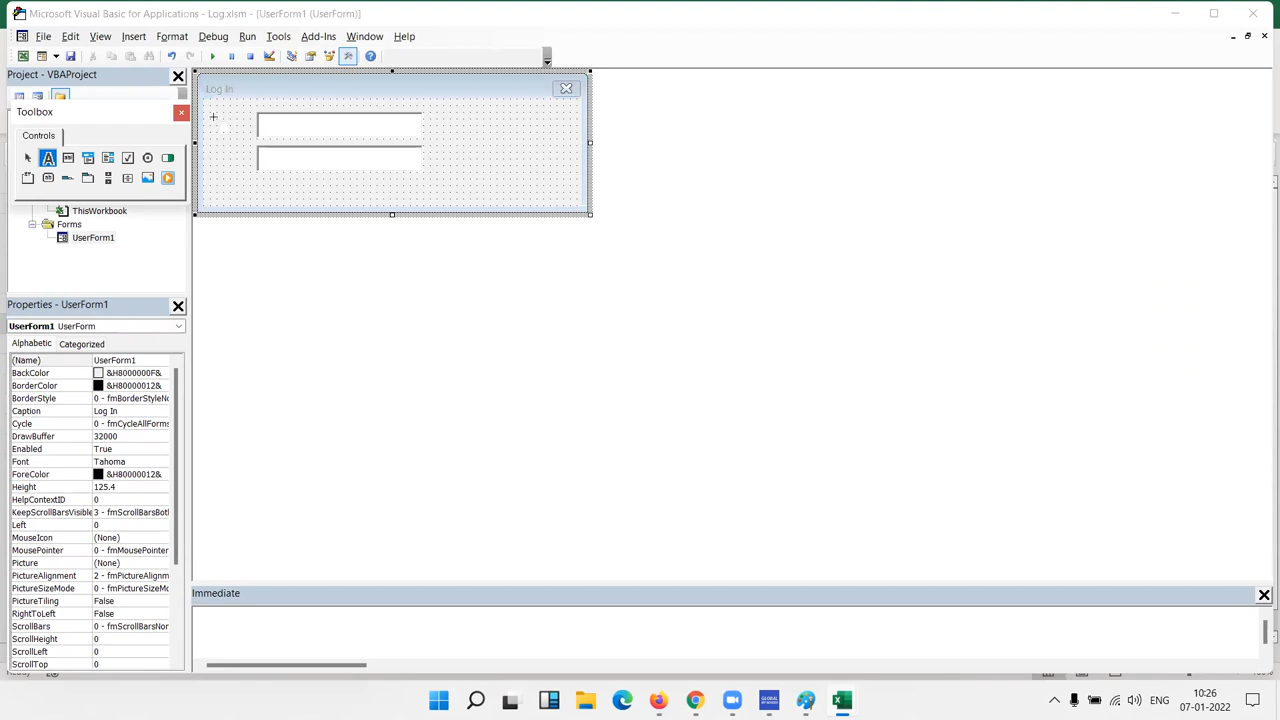 Microsoft Visual Basic for Applications - Log.xlsm - [UserForm1 (UserForm)]
File Edit View Insert Format Debug Run Tools Add-Ins Window Help
Project - VBAProject
Toolbox
Controls
ThisWorkbook
Forms
UserForm1
Log In
Properties - UserForm1
UserForm1 UserForm
Alphabetic Categorized
(Name) UserForm1
BackColor &H8000000F&
BorderColor &H80000012&
BorderStyle 0 - fmBorderStyleNo
Caption Log In
Cycle 0 - fmCycleAllForms
DrawBuffer 32000
Enabled True
Font Tahoma
ForeColor &H80000012&
Height 125.4
HelpContextID 0
KeepScrollBarsVisible 3 - fmScrollBarsBoth
Left 0
MouseIcon (None)
MousePointer 0 - fmMousePointer
Picture (None)
PictureAlignment 2 - fmPictureAlignm
PictureSizeMode 0 - fmPictureSizeMo
PictureTiling False
RightToLeft False
ScrollBars 0 - fmScrollBarsNon
ScrollHeight 0
ScrollLeft 0
ScrollTop 0
Immediate
ENG
10:26
07-01-2022